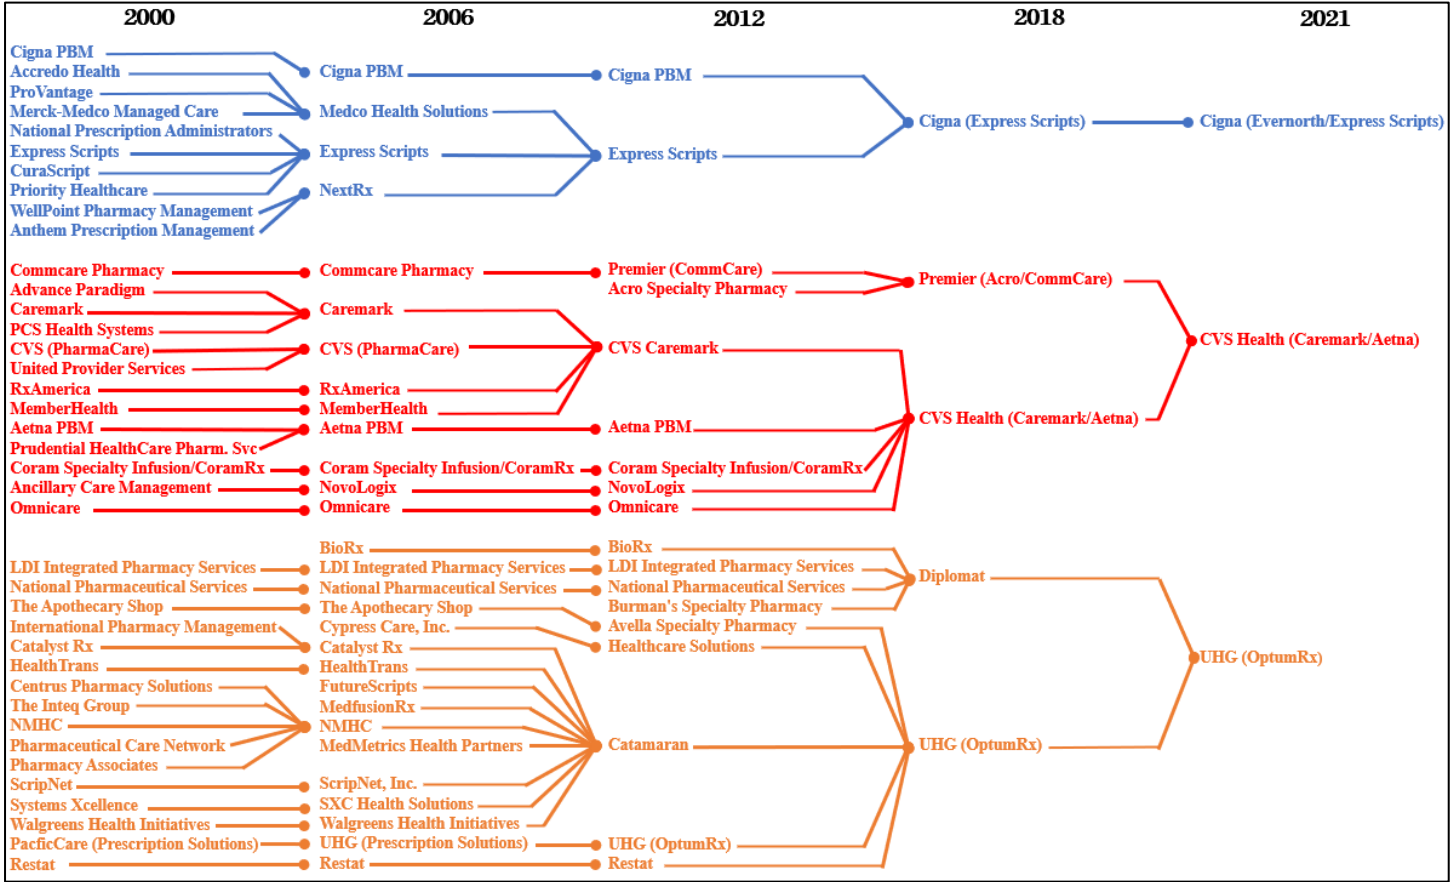 2000 2006 2012 2018 2021
Cigna PBM
Accredo Health
ProVantage
Merck-Medco Managed Care
National Prescription Administrators
Express Scripts
CuraScript
Priority Healthcare
WellPoint Pharmacy Management
Anthem Prescription Management
Cigna PBM
Medco Health Solutions
Express Scripts
NextRx
Cigna PBM
Express Scripts
Cigna (Express Scripts)
Cigna (Evernorth/Express Scripts)
Commcare Pharmacy
Advance Paradigm
Caremark
PCS Health Systems
CVS (PharmaCare)
United Provider Services
RxAmerica
MemberHealth
Aetna PBM
Prudential HealthCare Pharm. Svc
Coram Specialty Infusion/CoramRx
Ancillary Care Management
Omnicare
Commcare Pharmacy
Caremark
CVS (PharmaCare)
RxAmerica
MemberHealth
Aetna PBM
Coram Specialty Infusion/CoramRx
NovoLogix
Omnicare
Premier (CommCare)
Acro Specialty Pharmacy
CVS Caremark
Aetna PBM
Coram Specialty Infusion/CoramRx
NovoLogix
Omnicare
Premier (Acro/CommCare)
CVS Health (Caremark/Aetna)
CVS Health (Caremark/Aetna)
LDI Integrated Pharmacy Services
National Pharmaceutical Services
The Apothecary Shop
International Pharmacy Management
Catalyst Rx
HealthTrans
Centrus Pharmacy Solutions
The Inteq Group
NMHC
Pharmaceutical Care Network
Pharmacy Associates
ScripNet
Systems Xcellence
Walgreens Health Initiatives
PacficCare (Prescription Solutions)
Restat
BioRx
LDI Integrated Pharmacy Services
National Pharmaceutical Services
The Apothecary Shop
Cypress Care, Inc.
Catalyst Rx
HealthTrans
FutureScripts
MedfusionRx
NMHC
MedMetrics Health Partners
ScripNet, Inc.
SXC Health Solutions
Walgreens Health Initiatives
UHG (Prescription Solutions)
Restat
BioRx
LDI Integrated Pharmacy Services
National Pharmaceutical Services
Burman's Specialty Pharmacy
Avella Specialty Pharmacy
Healthcare Solutions
Catamaran
UHG (OptumRx)
Restat
Diplomat
UHG (OptumRx)
UHG (OptumRx)